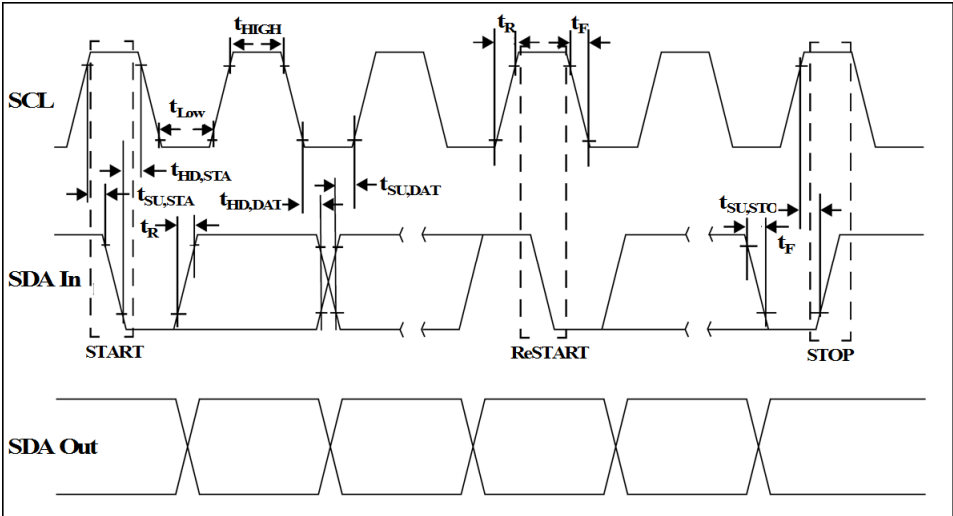 tHIGH
tR
tF
SCL
tLow
tHD,STA
tSU,STA
tHD,DAT
tSU,DAT
tSU,STO
tR
tF
SDA In
START
ReSTART
STOP
SDA Out